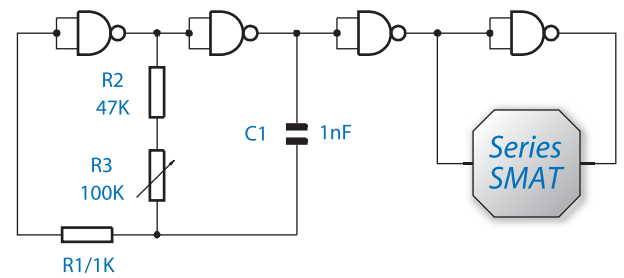 R2
47K
C1
1nF
Series
SMAT
R3
100K
R1/1K